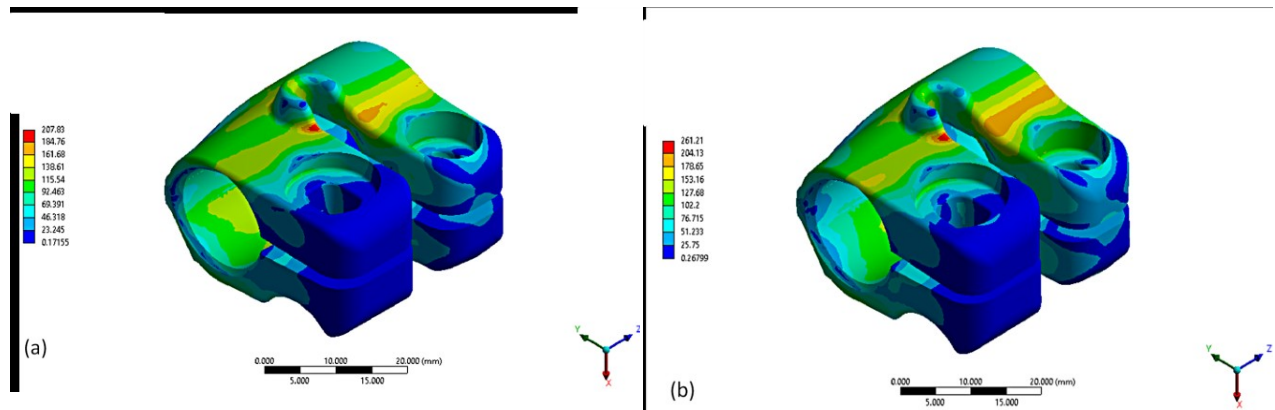 207.83
184.76
161.68
138.61
115.54
92.463
69.391
46.318
23.245
0.17155
(a)
0.000 10.000 20.000 (mm)
5.000 15.000
Y Z
X
261.21
204.13
178.65
153.16
127.68
102.2
76.715
51.233
25.75
0.26799
(b)
0.000 10.000 20.000 (mm)
5.000 15.000
Y Z
X